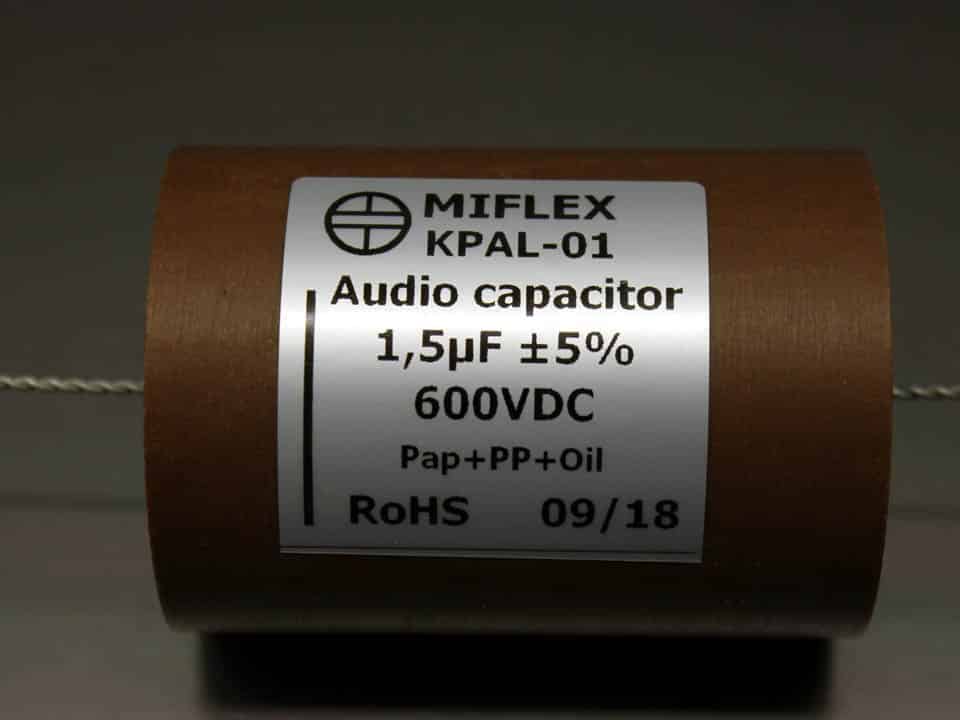 MIFLEX
KPAL-01
Audio capacitor
1,5µF ±5%
600VDC
Pap+PP+Oil
RoHS 09/18